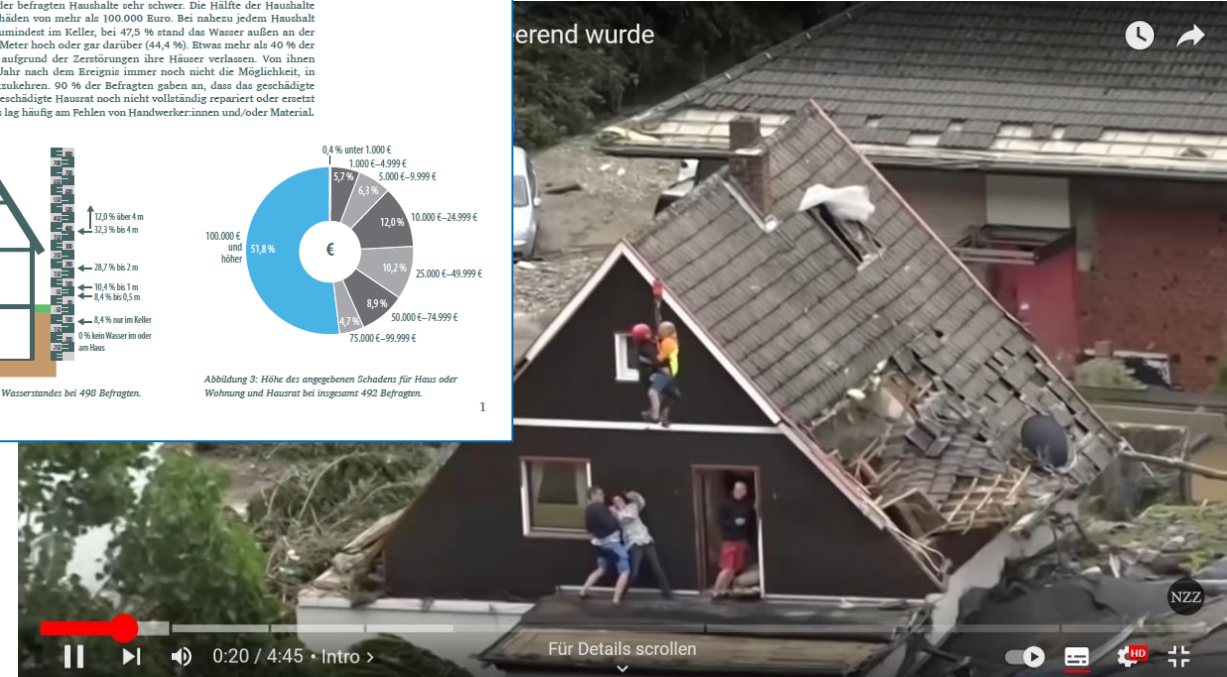 der befragten Haushalte sehr schwer. Die Hälfte der Haushalte
häden von mehr als 100.000 Euro. Bei nahezu jedem Haushalt
umindest im Keller, bei 47,5 % stand das Wasser außen an der
Meter hoch oder gar darüber (44,4 %). Etwas mehr als 40 % der
aufgrund der Zerstörungen ihre Häuser verlassen. Von ihnen
Jahr nach dem Ereignis immer noch nicht die Möglichkeit, in
zukehren. 90 % der Befragten gaben an, dass das geschädigte
eschädigte Hausrat noch nicht vollständig repariert oder ersetzt
s lag häufig am Fehlen von Handwerker:innen und/oder Material.
12,0 % über 4 m
32,3 % bis 4 m
28,7 % bis 2 m
10,4 % bis 1 m
8,4 % bis 0,5 m
8,4 % nur im Keller
0 % kein Wasser im oder
am Haus
Wasserstandes bei 498 Befragten.
0,4 % unter 1.000 €
1.000 €–4.999 €
5,7 %
5.000 €–9.999 €
6,3 %
10.000 €–24.999 €
12,0 %
25.000 €–49.999 €
10,2 %
50.000 €–74.999 €
8,9 %
75.000 €–99.999 €
4,7 %
100.000 €
und
höher
51,8 %
€
Abbildung 3: Höhe des angegebenen Schadens für Haus oder
Wohnung und Hausrat bei insgesamt 492 Befragten.
1
erend wurde
NZZ
Für Details scrollen
0:20 / 4:45 • Intro >
HD